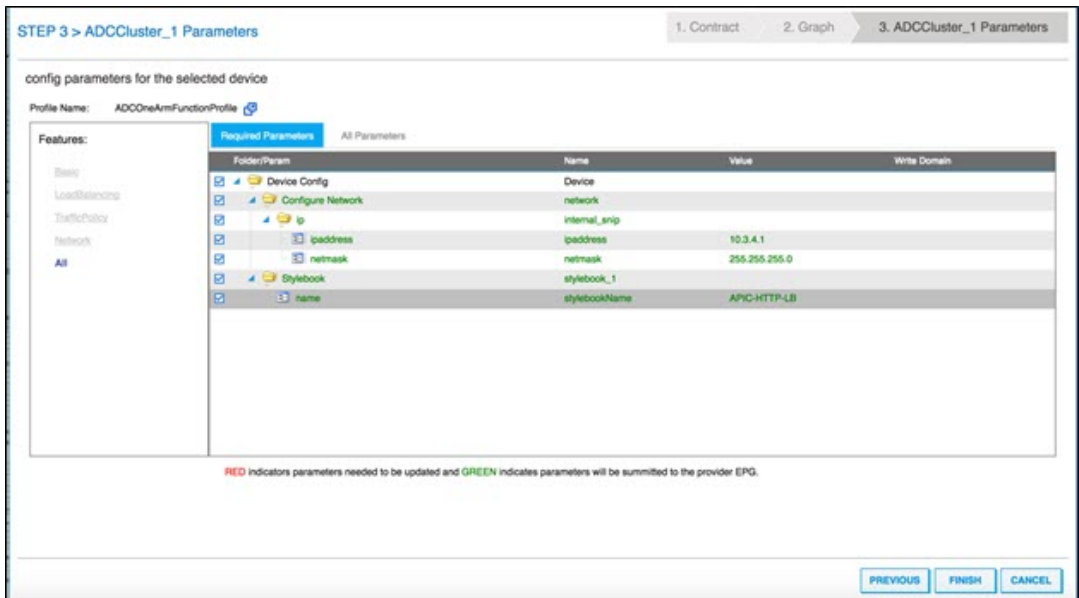 STEP 3 > ADCCluster_1 Parameters
1. Contract 2. Graph 3. ADCCluster_1 Parameters
config parameters for the selected device
Profile Name: ADCOneArmFunctionProfile
Features:
Basic
LoadBalancing
TrafficPolicy
Network
All
Required Parameters All Parameters
Folder/Param Name Value Write Domain
Device Config Device
Configure Network network
ip internal_snip
ipaddress ipaddress 10.3.4.1
netmask netmask 255.255.255.0
Stylebook stylebook_1
name stylebookName APIC-HTTP-LB
RED indicators parameters needed to be updated and GREEN indicates parameters will be summitted to the provider EPG.
PREVIOUS FINISH CANCEL